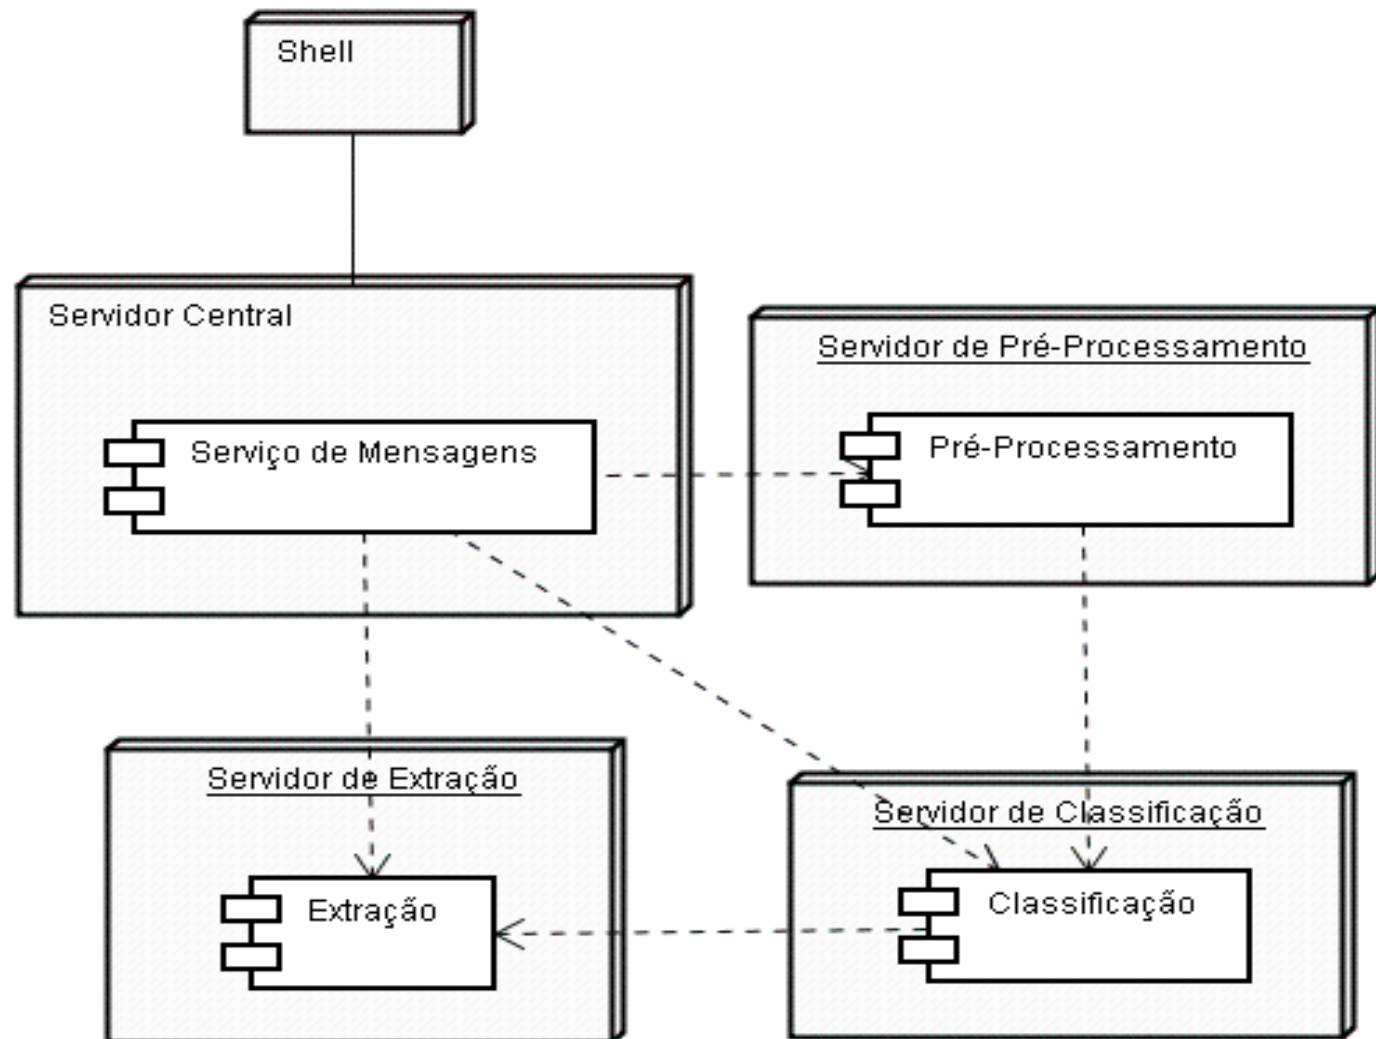 Shell
Servidor Central
Servidor de Pré-Processamento
Serviço de Mensagens
Pré-Processamento
Servidor de Extração
Servidor de Classificação
Extração
Classificação